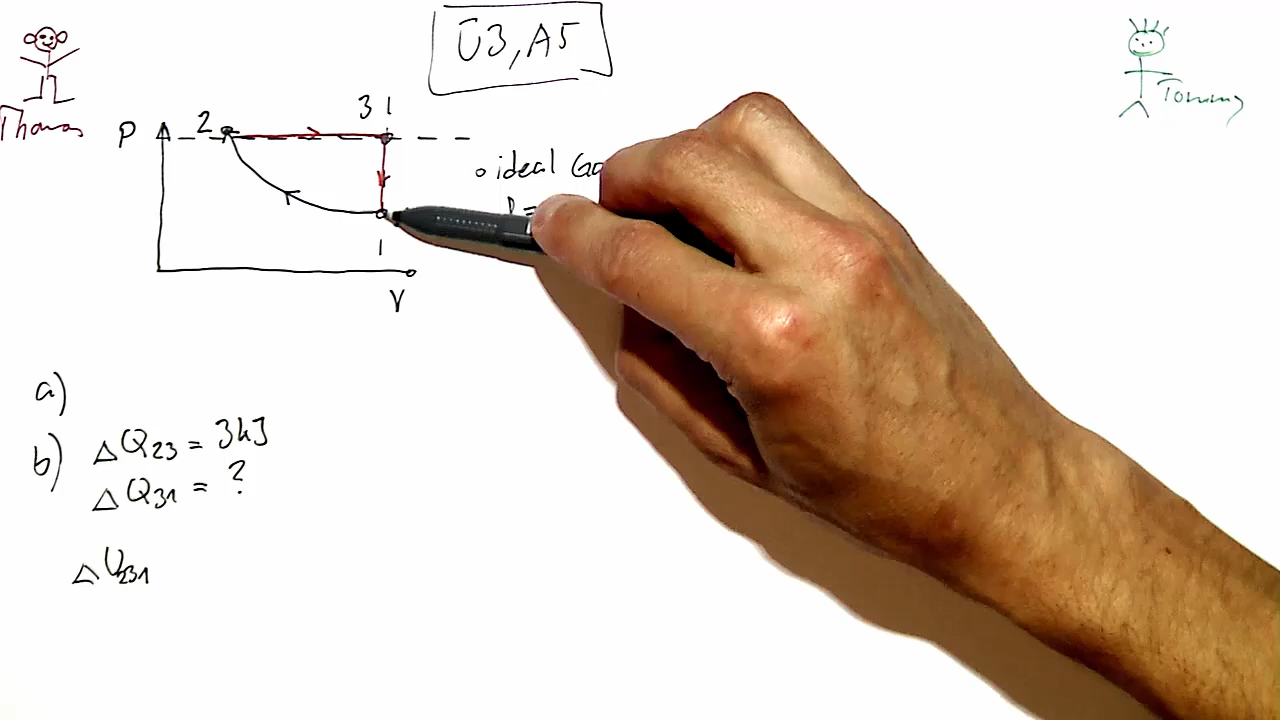 Ü3, A5
Thomas
Tommy
P
2
3
1
V
ideal Ga
P =
a)
b) ΔQ23 = 3kJ
ΔQ31 = ?
ΔU231